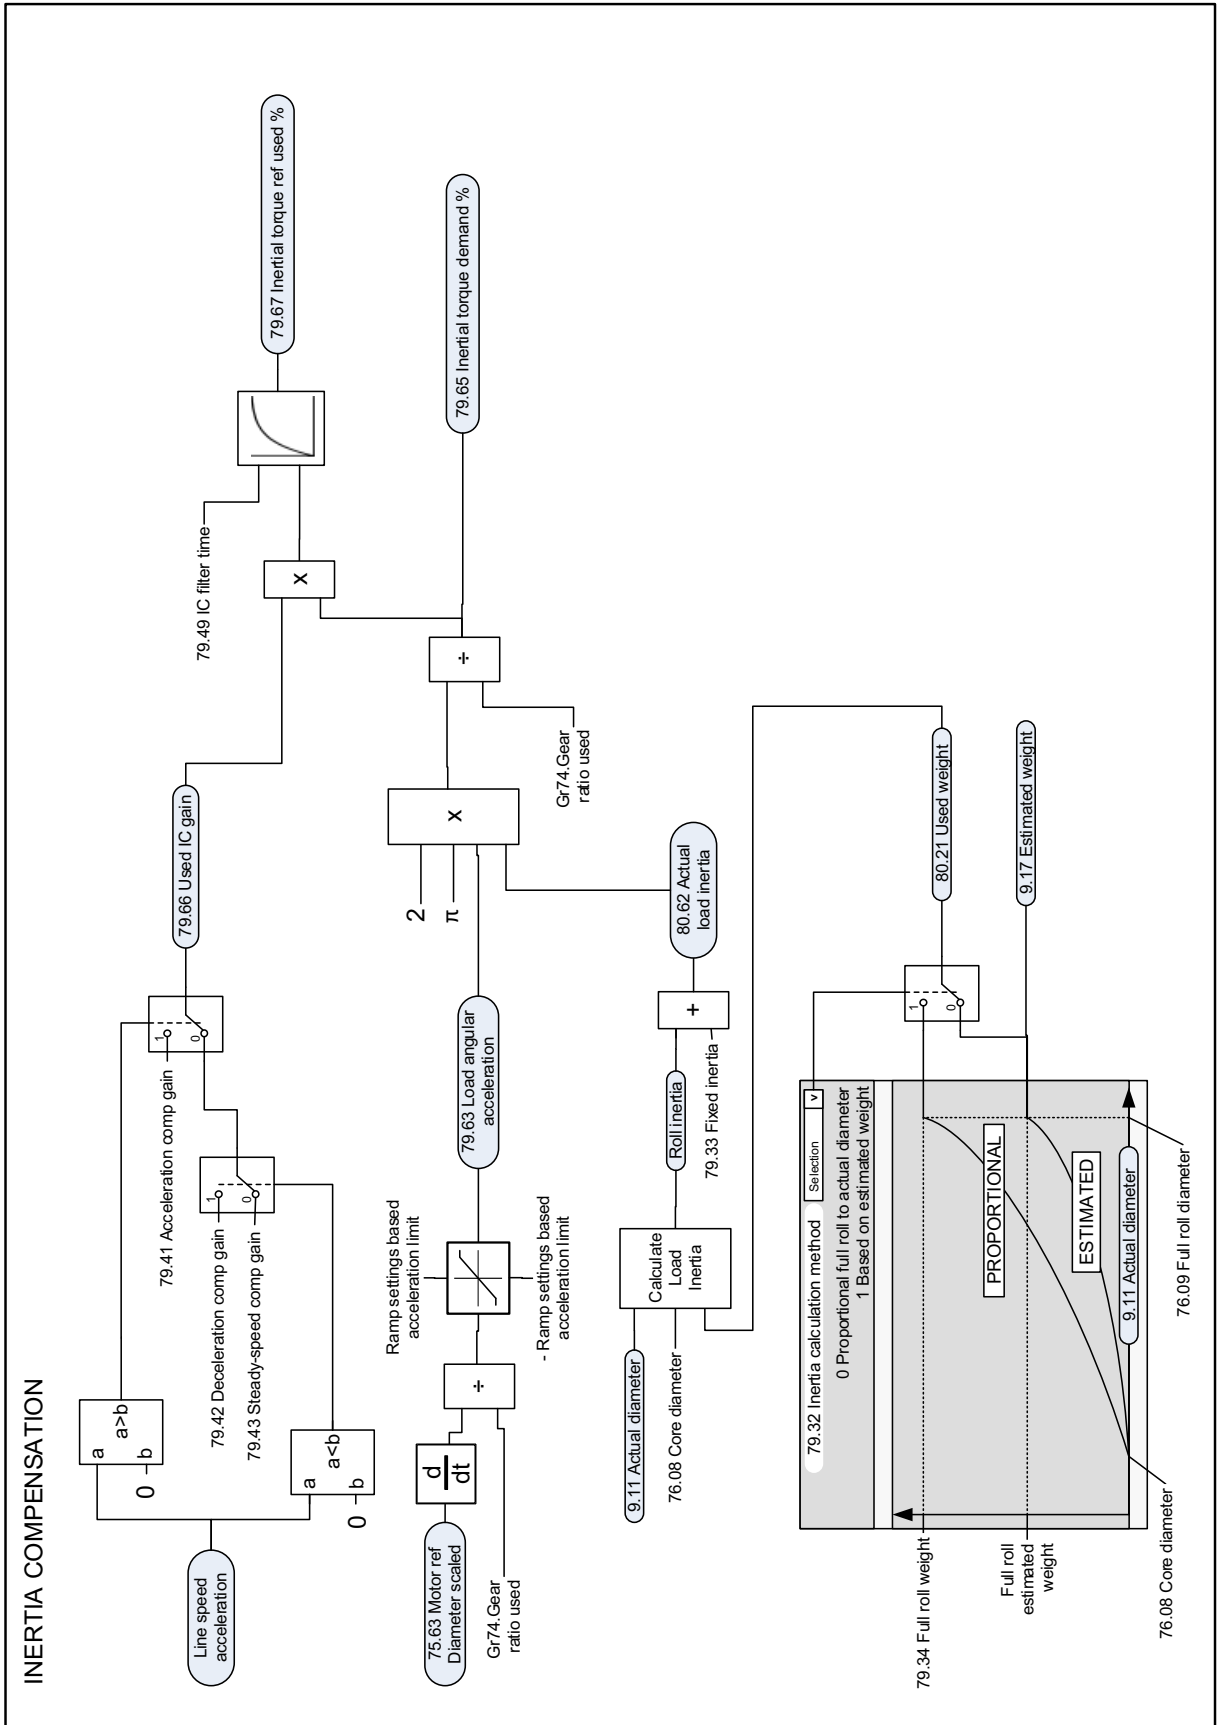 INERTIA COMPENSATION
Line speed
acceleration
a
a>b
0
b
a
a<b
0
b
79.41 Acceleration comp gain
79.42 Deceleration comp gain
79.43 Steady-speed comp gain
1
0
1
0
79.66 Used IC gain
79.49 IC filter time
x
79.67 Inertial torque ref used %
75.63 Motor ref
Diameter scaled
d
dt
Gr74.Gear
ratio used
÷
Ramp settings based
acceleration limit
- Ramp settings based
acceleration limit
79.63 Load angular
acceleration
2
π
x
Gr74.Gear
ratio used
÷
79.65 Inertial torque demand %
9.11 Actual diameter
76.08 Core diameter
Calculate
Load
Inertia
Roll inertia
79.33 Fixed inertia
+
80.62 Actual
load inertia
79.32 Inertia calculation method
Selection
v
0 Proportional full roll to actual diameter
1 Based on estimated weight
79.34 Full roll weight
Full roll
estimated
weight
PROPORTIONAL
ESTIMATED
9.11 Actual diameter
76.08 Core diameter
76.09 Full roll diameter
1
0
80.21 Used weight
9.17 Estimated weight